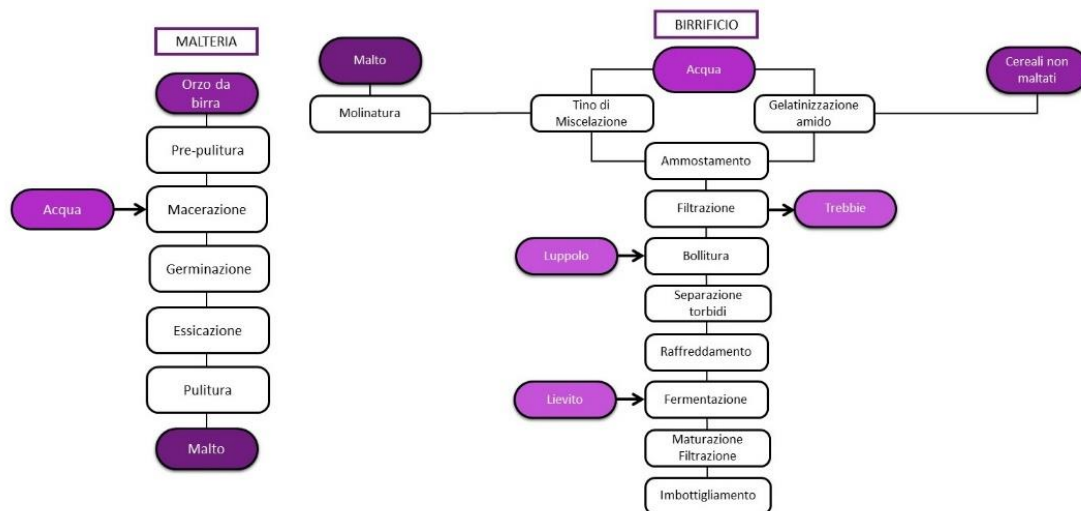 MALTERIA
Orzo da
birra
Pre-pulitura
Acqua
Macerazione
Germinazione
Essicazione
Pulitura
Malto
BIRRIFICIO
Malto
Acqua
Cereali non
maltati
Molinatura
Tino di
Miscelazione
Gelatinizzazione
amido
Ammostamento
Filtrazione
Trebbie
Luppolo
Bollitura
Separazione
torbidi
Raffreddamento
Lievito
Fermentazione
Maturazione
Filtrazione
Imbottigliamento